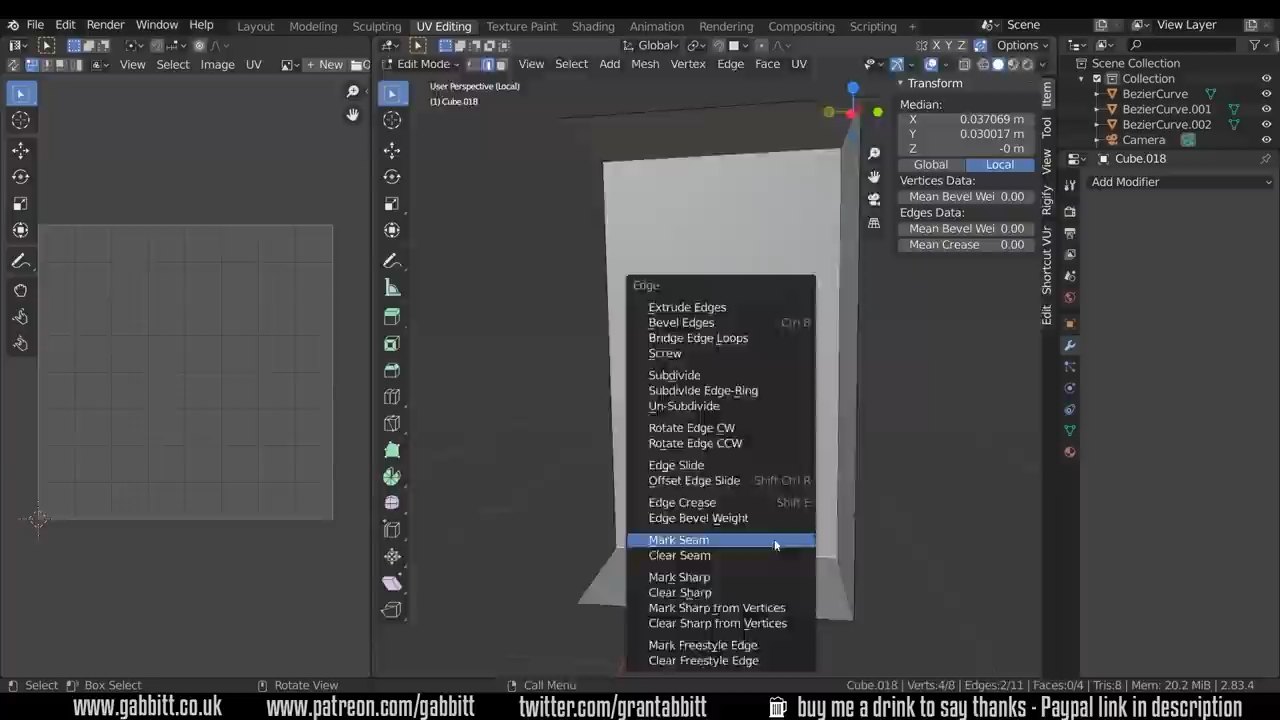 File Edit Render Window Help Layout Modeling Sculpting UV Editing Texture Paint Shading Animation Rendering Compositing Scripting + Scene View Layer
Global X Y Z Options
View Select Image UV + New Edit Mode View Select Add Mesh Vertex Edge Face UV
User Perspective (Local)
(1) Cube.018
Transform
Median:
X 0.037069 m
Y 0.030017 m
Z -0 m
Global Local
Vertices Data:
Mean Bevel Wei 0.00
Edges Data:
Mean Bevel Wei 0.00
Mean Crease 0.00
Item
Tool
View
Rigify
Shortcut VUr
Edit
Scene Collection
Collection
BezierCurve
BezierCurve.001
BezierCurve.002
Camera
Cube.018
Add Modifier
Edge
Extrude Edges
Bevel Edges Ctrl B
Bridge Edge Loops
Screw
Subdivide
Subdivide Edge-Ring
Un-Subdivide
Rotate Edge CW
Rotate Edge CCW
Edge Slide
Offset Edge Slide Shift Ctrl R
Edge Crease Shift E
Edge Bevel Weight
Mark Seam
Clear Seam
Mark Sharp
Clear Sharp
Mark Sharp from Vertices
Clear Sharp from Vertices
Mark Freestyle Edge
Clear Freestyle Edge
Select Box Select Rotate View Call Menu Cube.018 | Verts:4/8 | Edges:2/11 | Faces:0/4 | Tris:8 | Mem: 20.2 MiB | 2.83.4
www.gabbitt.co.uk www.patreon.com/gabbitt twitter.com/grantabbitt buy me a drink to say thanks - Paypal link in description